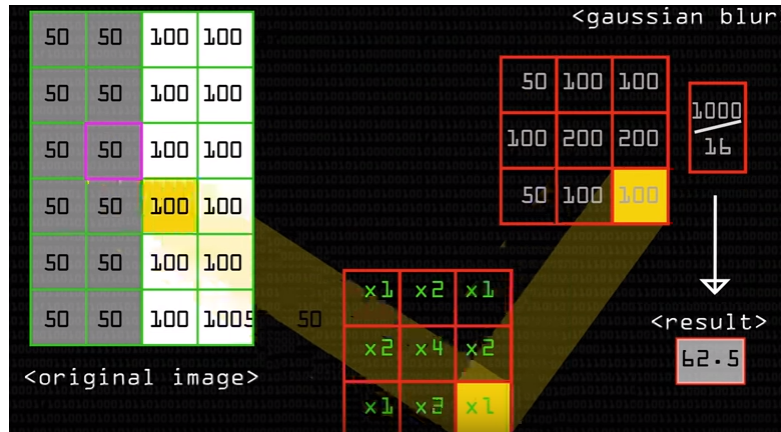 <gaussian blur
50 50 100 100
50 50 100 100
50 50 100 100
50 50 100 100
50 50 100 100
50 50 100 1005 50
<original image>
x1 x2 x1
x2 x4 x2
x1 x2 x1
50 100 100
100 200 200
50 100 100
1000
16
<result>
62.5